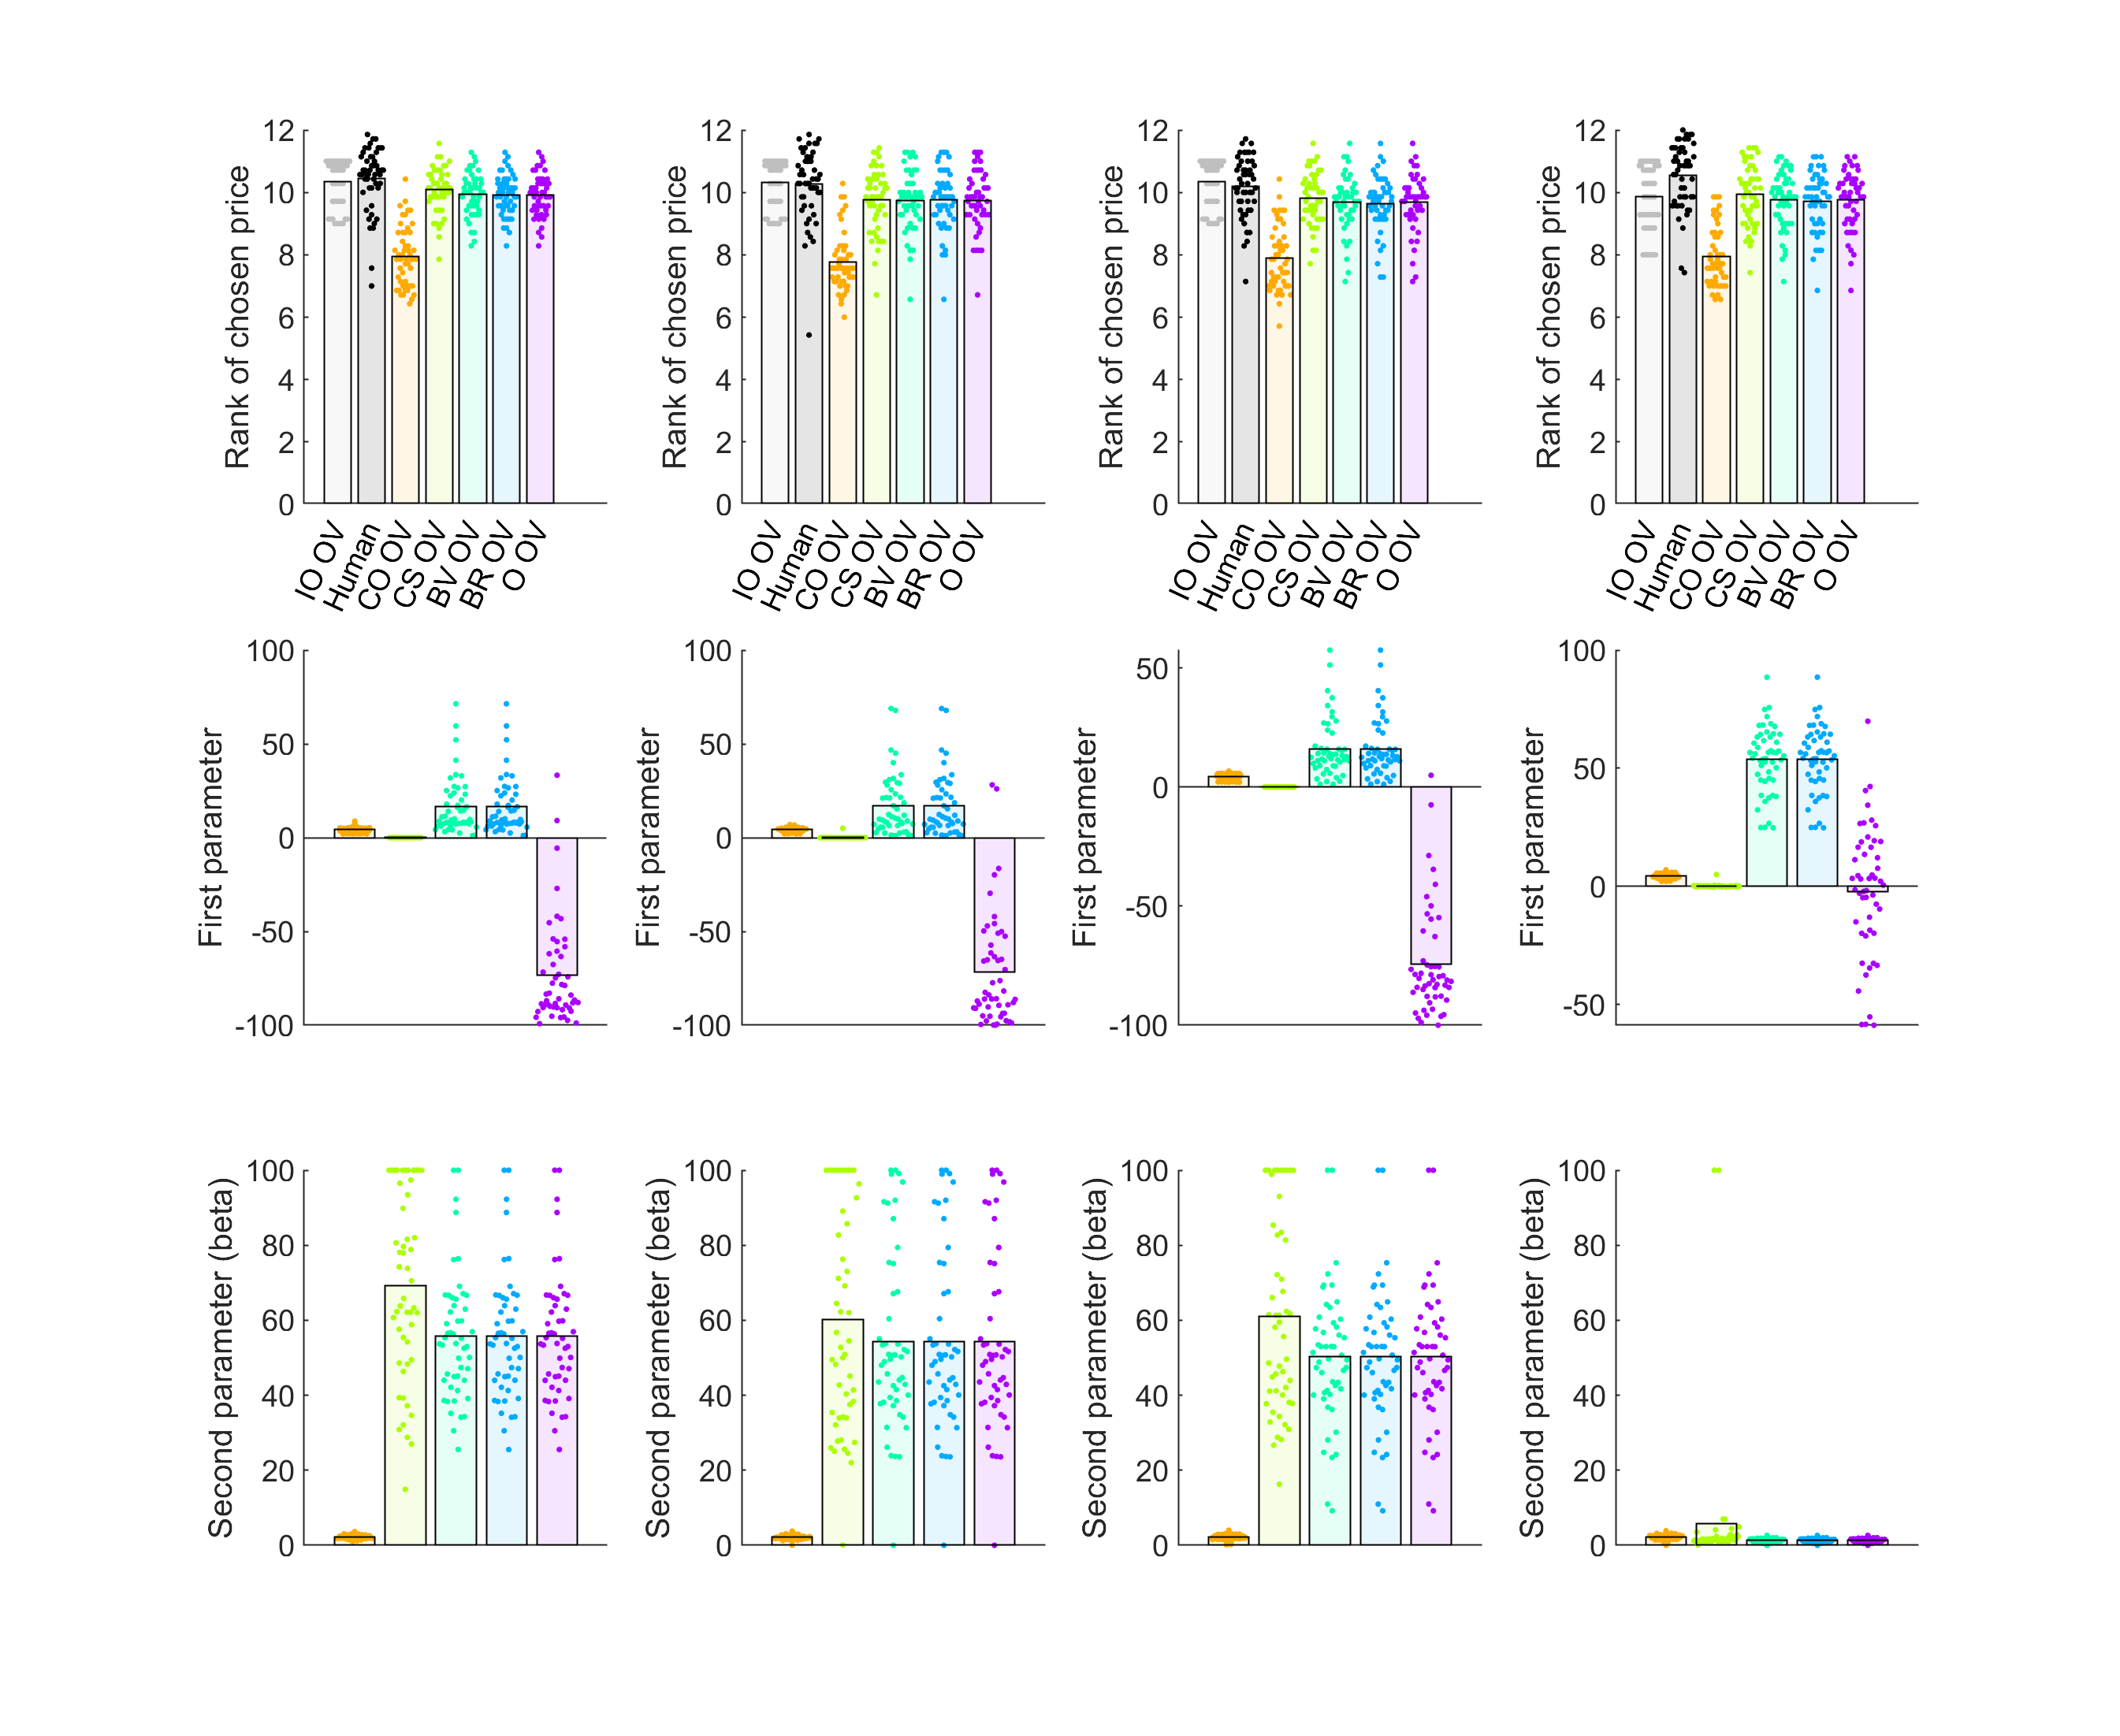 Rank of chosen price
12
10
8
6
4
2
0
IO OV
Human
CO OV
CS OV
BV OV
BR OV
O OV
Rank of chosen price
12
10
8
6
4
2
0
IO OV
Human
CO OV
CS OV
BV OV
BR OV
O OV
Rank of chosen price
12
10
8
6
4
2
0
IO OV
Human
CO OV
CS OV
BV OV
BR OV
O OV
Rank of chosen price
12
10
8
6
4
2
0
IO OV
Human
CO OV
CS OV
BV OV
BR OV
O OV
First parameter
100
50
0
-50
-100
First parameter
100
50
0
-50
-100
First parameter
50
0
-50
-100
First parameter
100
50
0
-50
Second parameter (beta)
100
80
60
40
20
0
Second parameter (beta)
100
80
60
40
20
0
Second parameter (beta)
100
80
60
40
20
0
Second parameter (beta)
100
80
60
40
20
0